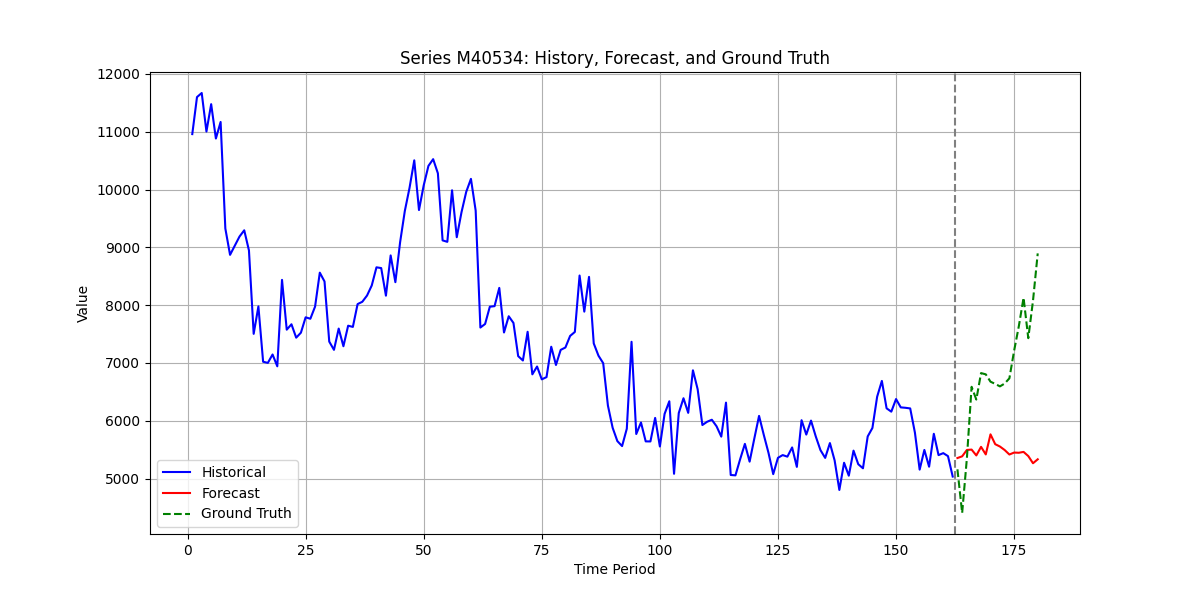 Series M40534: History, Forecast, and Ground Truth
12000
11000
10000
9000
8000
7000
6000
5000
Value
Historical
Forecast
Ground Truth
0
25
50
75
100
125
150
175
Time Period